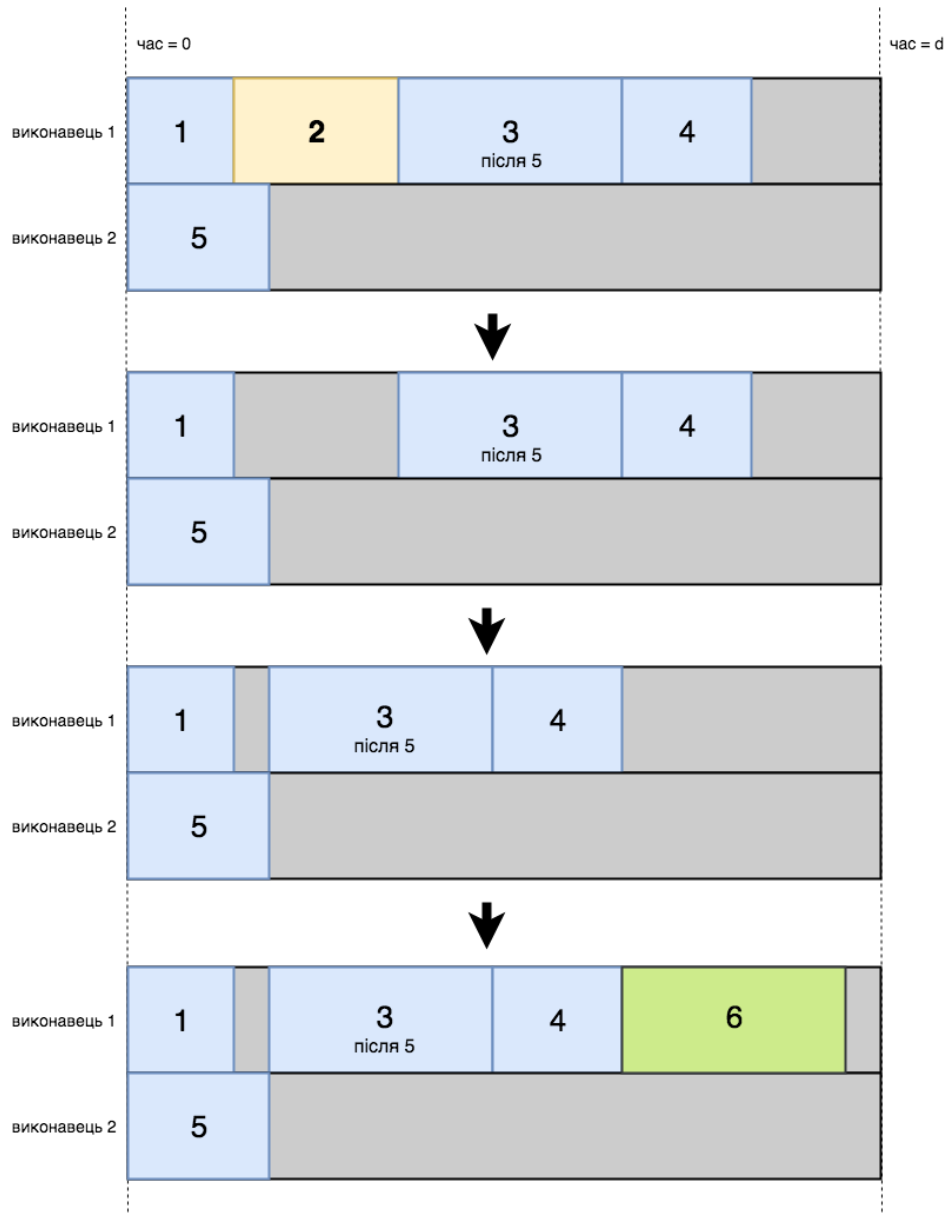 час = 0
час = d
виконавець 1
1
2
3
після 5
4
виконавець 2
5
виконавець 1
1
3
після 5
4
виконавець 2
5
виконавець 1
1
3
після 5
4
виконавець 2
5
виконавець 1
1
3
після 5
4
6
виконавець 2
5